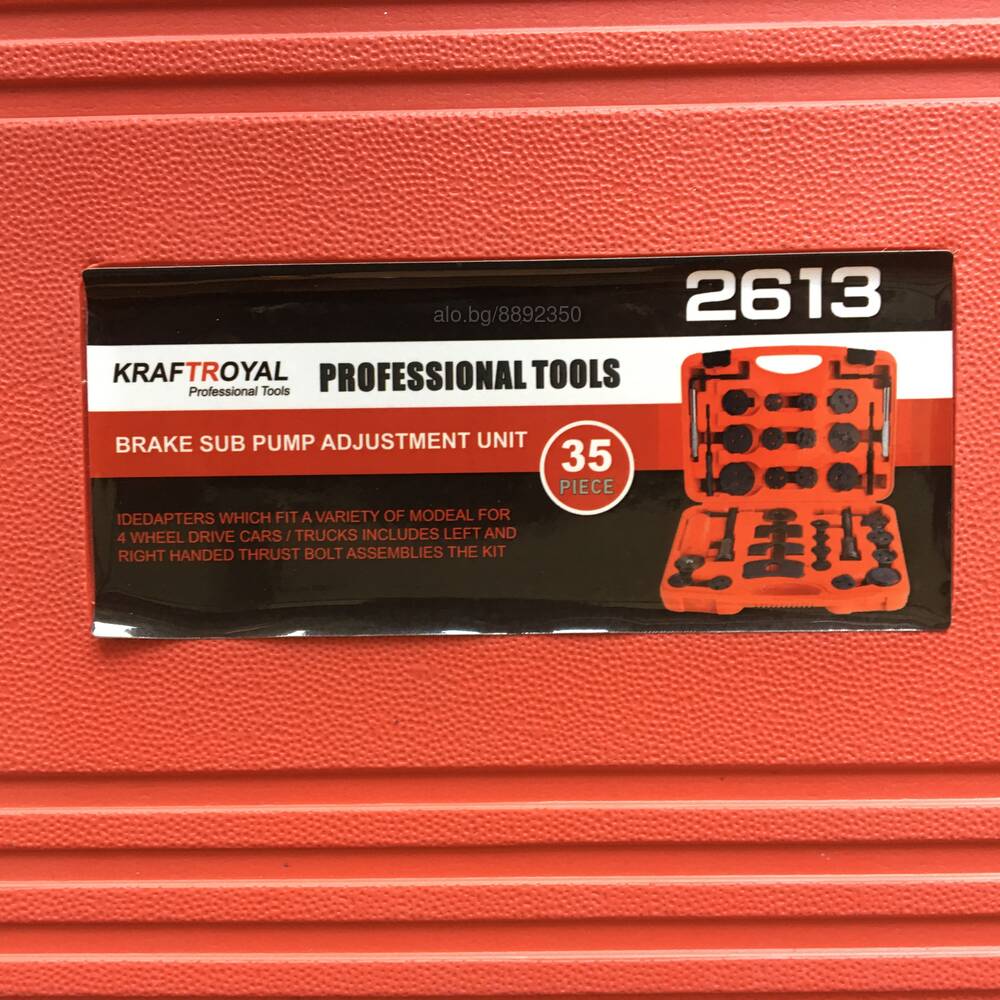 2613
alo.bg/8892350
KRAFTROYAL
Professional Tools
PROFESSIONAL TOOLS
BRAKE SUB PUMP ADJUSTMENT UNIT
35
PIECE
IDEDAPTERS WHICH FIT A VARIETY OF MODEAL FOR
4 WHEEL DRIVE CARS / TRUCKS INCLUDES LEFT AND
RIGHT HANDED THRUST BOLT ASSEMBLIES THE KIT